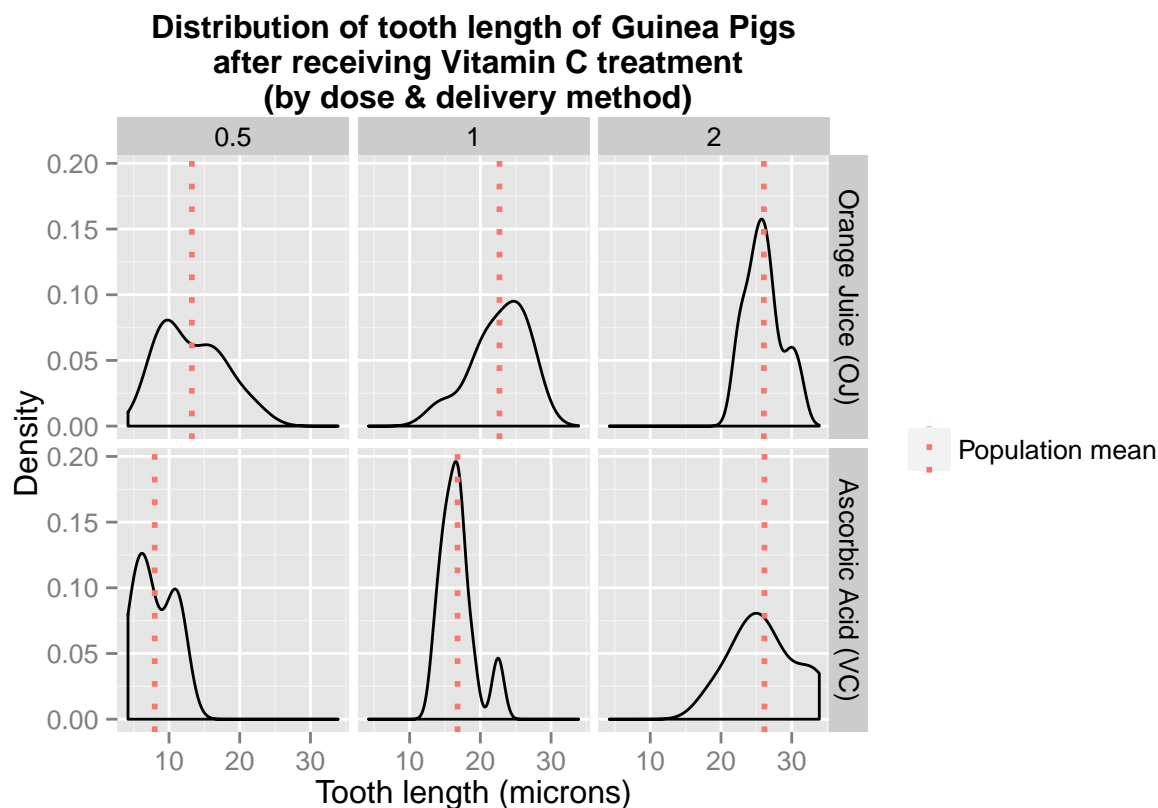 Distribution of tooth length of Guinea Pigs
after receiving Vitamin C treatment
(by dose & delivery method)
0.5
1
2
0.20
0.15
0.10
0.05
0.00
Orange Juice (OJ)
0.20
0.15
0.10
0.05
0.00
Ascorbic Acid (VC)
Density
Population mean
10
20
30
10
20
30
10
20
30
Tooth length (microns)